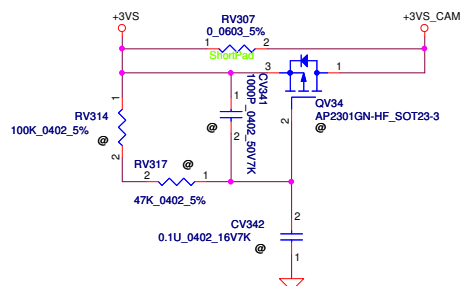 +3VS
+3VS_CAM
RV307
0_0603_5%
1
2
ShortPad
3
1
CV341
1000P_0402_50V7K
1
2
@
QV34
AP2301GN-HF_SOT23-3
@
2
1
RV314
100K_0402_5%
@
2
RV317
@
2
1
47K_0402_5%
CV342
0.1U_0402_16V7K
@
2
1